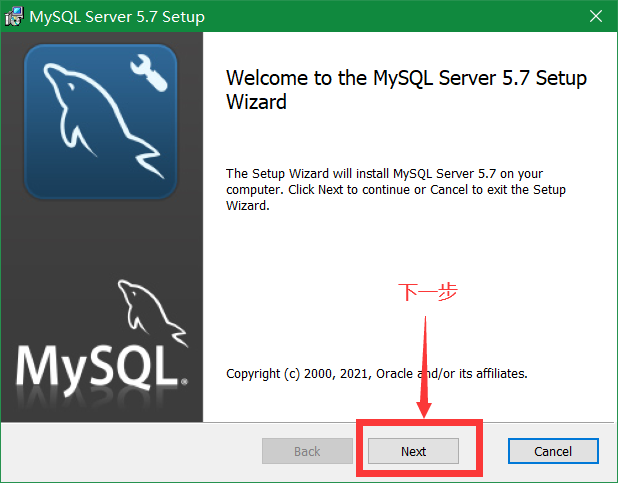 MySQL Server 5.7 Setup
Welcome to the MySQL Server 5.7 Setup
Wizard
The Setup Wizard will install MySQL Server 5.7 on your
computer. Click Next to continue or Cancel to exit the Setup
Wizard.
下一步
MySQL®
Copyright (c) 2000, 2021, Oracle and/or its affiliates.
Back
Next
Cancel